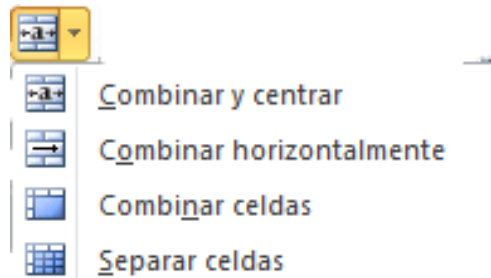 Combinar y centrar
Combinar horizontalmente
Combinar celdas
Separar celdas